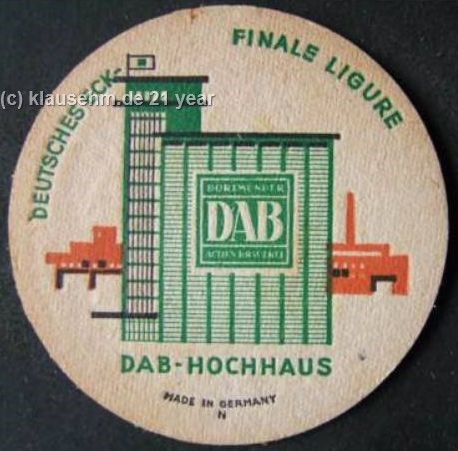 DEUTSCHES ECK-
FINALE LIGURE
(c) klausehm.de 21 year
DORTMUNDER
DAB
ACTIEN-BRAUEREI
DAB-HOCHHAUS
MADE IN GERMANY
N